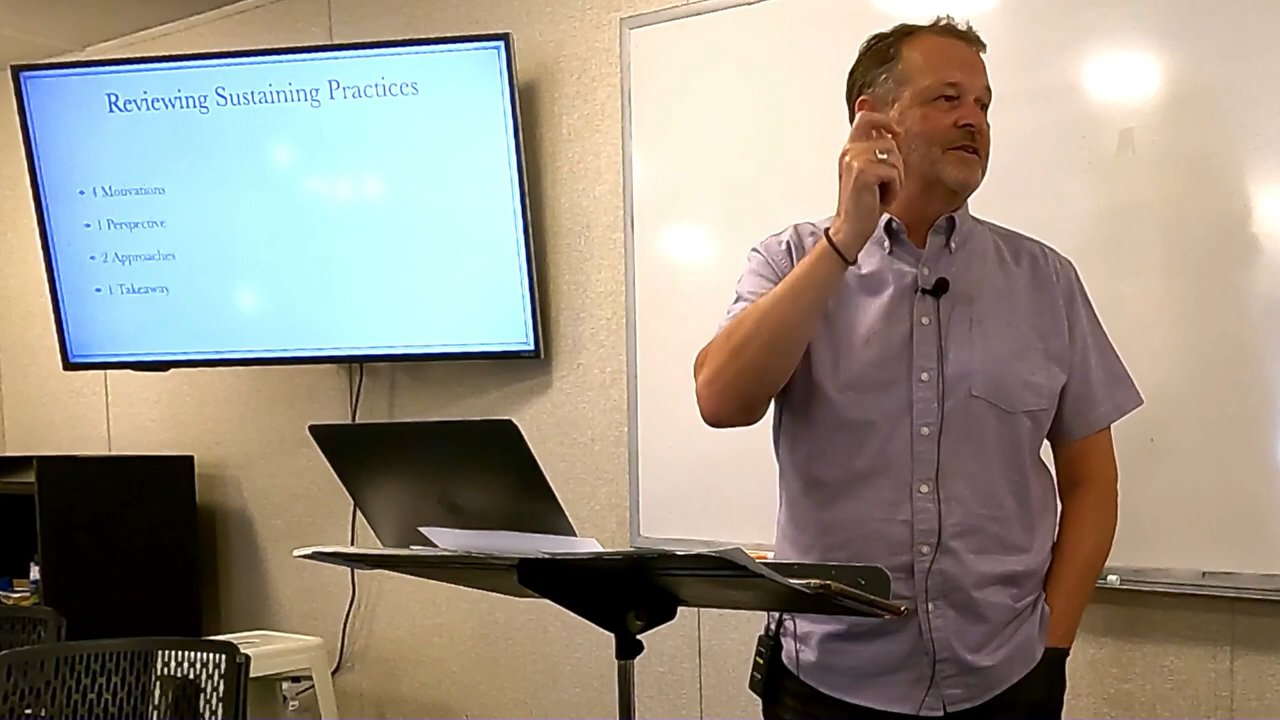 Reviewing Sustaining Practices
4 Motivations
1 Perspective
2 Approaches
1 Takeaway